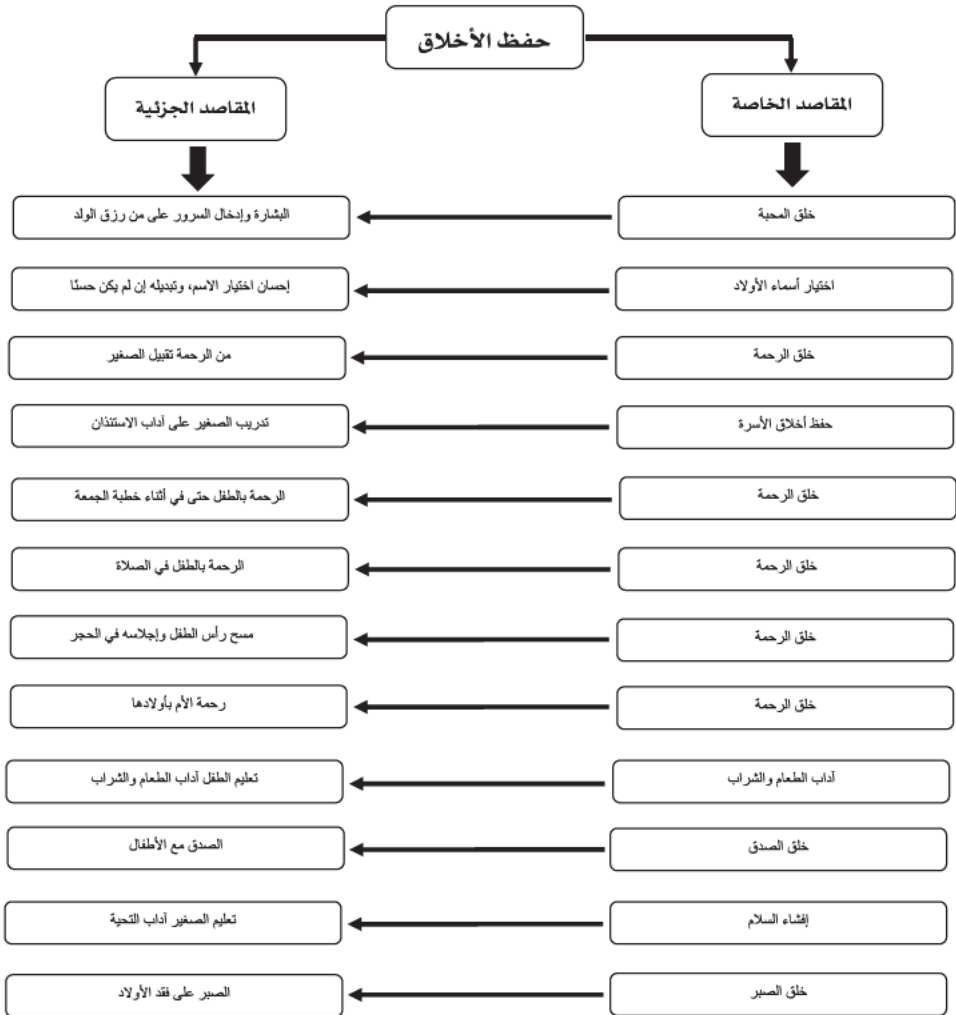 حفظ الأخلاق
المقاصد الخاصة
المقاصد الجزئية
خلق المحبة
البشارة وإدخال السرور على من رزق الولد
اختيار أسماء الأولاد
إحسان اختيار الاسم، وتبديله إن لم يكن حسنًا
خلق الرحمة
من الرحمة تقبيل الصغير
حفظ أخلاق الأسرة
تدريب الصغير على آداب الاستئذان
خلق الرحمة
الرحمة بالطفل حتى في أثناء خطبة الجمعة
خلق الرحمة
الرحمة بالطفل في الصلاة
خلق الرحمة
مسح رأس الطفل وإجلاسه في الحجر
خلق الرحمة
رحمة الأم بأولادها
آداب الطعام والشراب
تعليم الطفل آداب الطعام والشراب
خلق الصدق
الصدق مع الأطفال
إفشاء السلام
تعليم الصغير آداب التحية
خلق الصبر
الصبر على فقد الأولاد